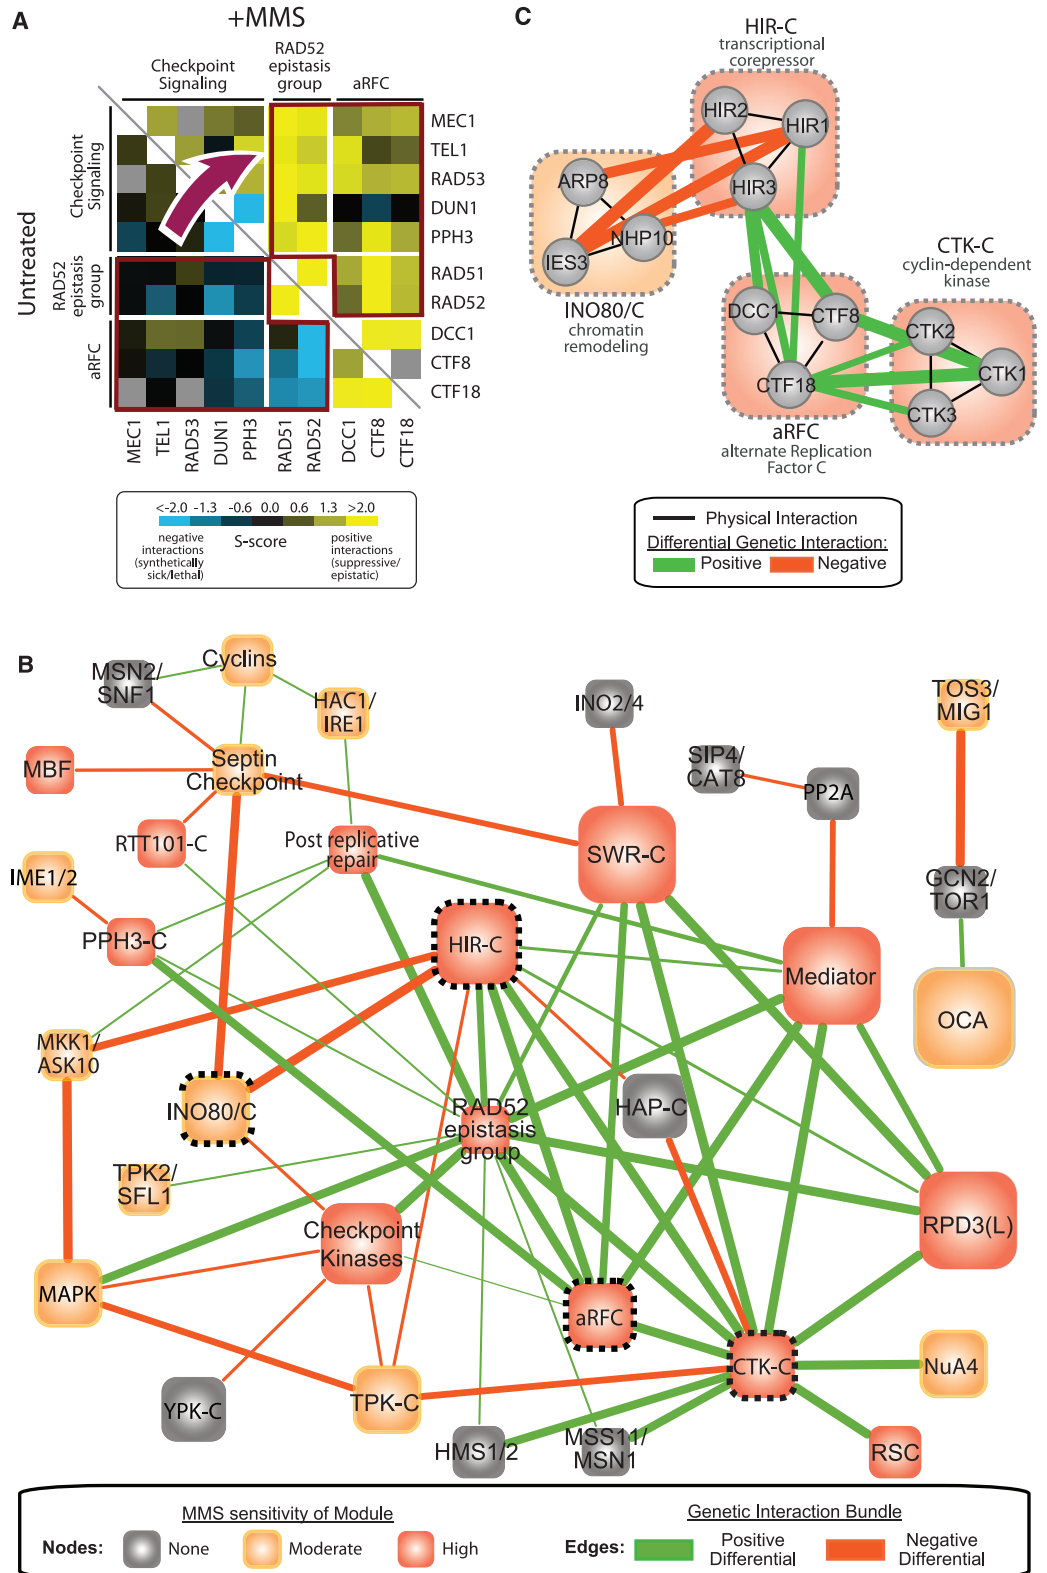 A
+MMS
Checkpoint
Signaling
RAD52
epistasis
group
aRFC
Untreated
Checkpoint
Signaling
RAD52
epistasis
group
aRFC
MEC1
TEL1
RAD53
DUN1
PPH3
RAD51
RAD52
DCC1
CTF8
CTF18
MEC1
TEL1
RAD53
DUN1
PPH3
RAD51
RAD52
DCC1
CTF8
CTF18
<-2.0 -1.3 -0.6 0.0 0.6 1.3 >2.0
negative
interactions
(synthetically
sick/lethal)
S-score
positive
interactions
(suppressive/
epistatic)
C
HIR-C
transcriptional
corepressor
HIR2
HIR1
HIR3
ARP8
NHP10
IES3
INO80/C
chromatin
remodeling
CTK-C
cyclin-dependent
kinase
DCC1
CTF8
CTF18
CTK2
CTK1
CTK3
aRFC
alternate Replication
Factor C
Physical Interaction
Differential Genetic Interaction:
Positive
Negative
B
MSN2/
SNF1
Cyclins
HAC1/
IRE1
MBF
Septin
Checkpoint
RTT101-C
Post replicative
repair
IME1/2
PPH3-C
HIR-C
INO2/4
SWR-C
SIP4/
CAT8
PP2A
TOS3/
MIG1
GCN2/
TOR1
Mediator
OCA
MKK1/
ASK10
INO80/C
RAD52
epistasis
group
HAP-C
TPK2/
SFL1
Checkpoint
Kinases
RPD3(L)
MAPK
aRFC
CTK-C
NuA4
YPK-C
TPK-C
HMS1/2
MSS11/
MSN1
RSC
MMS sensitivity of Module
Nodes:
None
Moderate
High
Genetic Interaction Bundle
Edges:
Positive
Differential
Negative
Differential